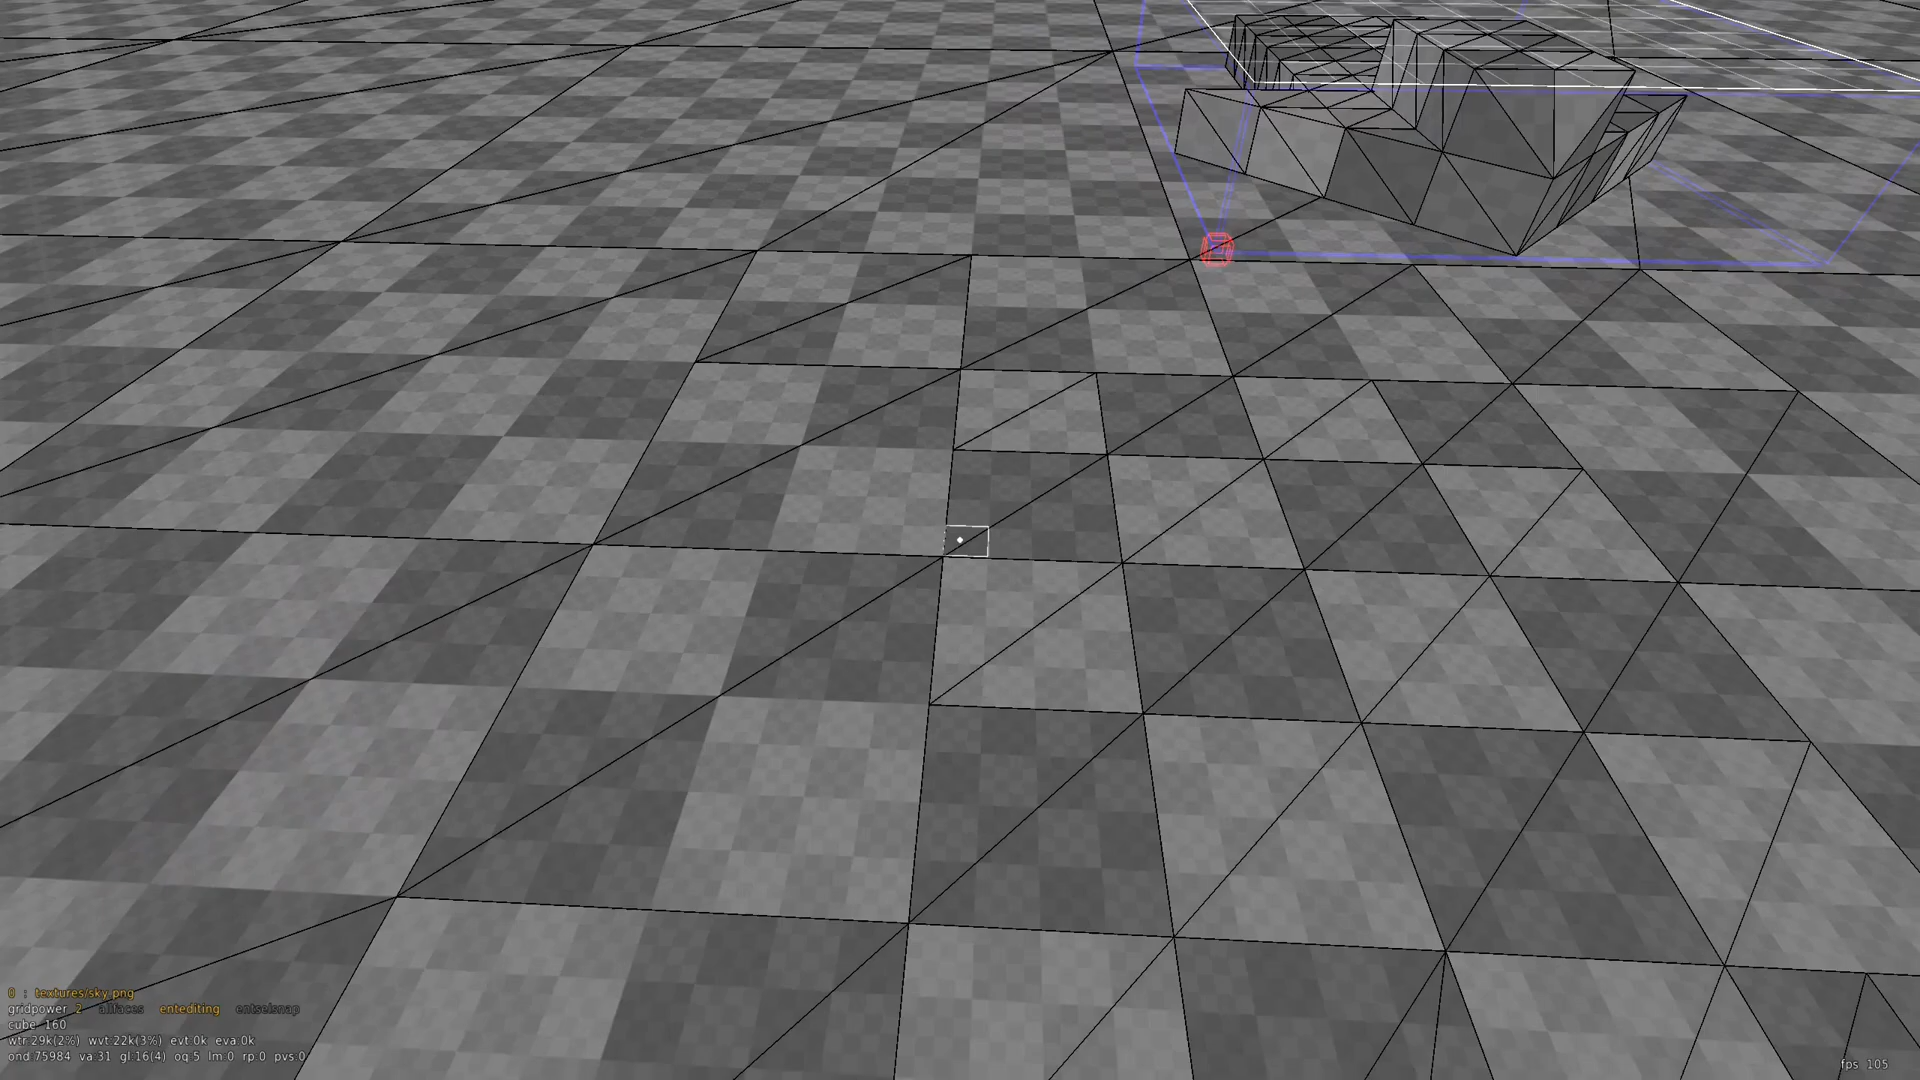 0 : textures/sky.png
gridpower 2 allfaces entediting entselsnap
cube 160
wtr:29k(2%) wvt:22k(3%) evt:0k eva:0k
ond:75984 va:31 gl:16(4) oq:5 lm:0 rp:0 pvs:0
fps 105